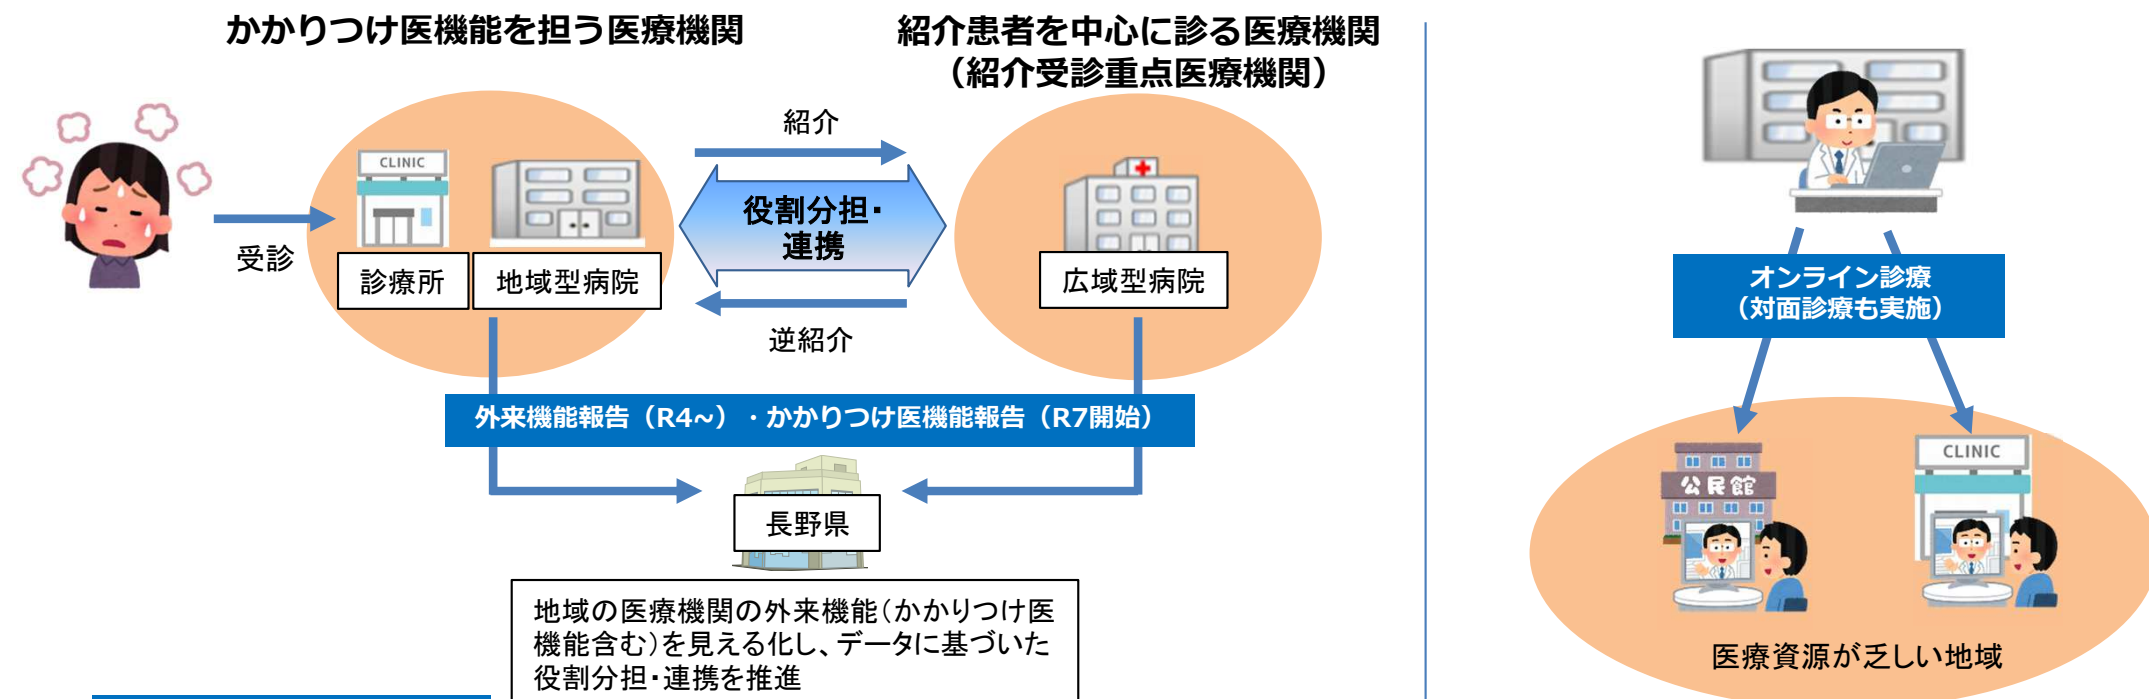 かかりつけ医機能を担う医療機関
紹介患者を中心に診る医療機関
（紹介受診重点医療機関）
紹介
CLINIC
役割分担・
連携
受診
診療所
地域型病院
広域型病院
逆紹介
外来機能報告（R4~）・かかりつけ医機能報告（R7開始）
長野県
地域の医療機関の外来機能（かかりつけ医
機能含む）を見える化し、データに基づいた
役割分担・連携を推進
オンライン診療
（対面診療も実施）
公民館
CLINIC
医療資源が乏しい地域